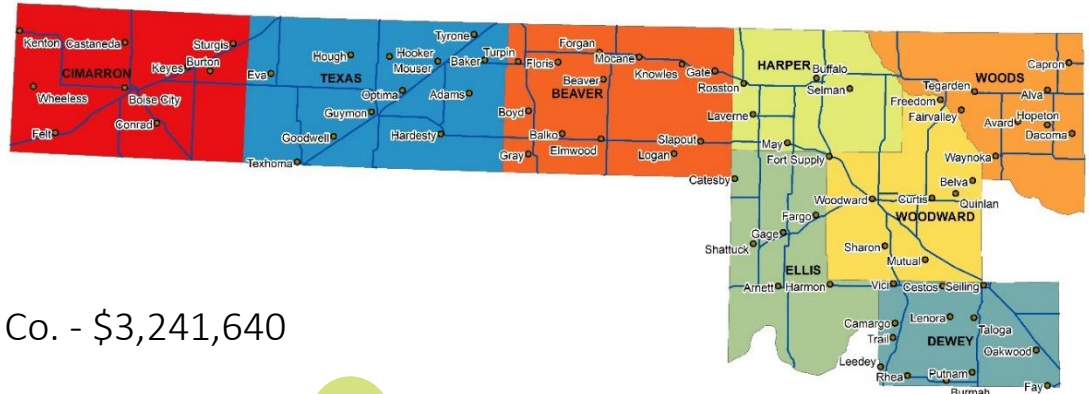 Kenton
Castaneda
Sturgis
Keyes
Burton
CIMARRON
Wheeless
Boise City
Felt
Conrad
Hough
Hooker
Tyrone
Mouser
Baker
Turpin
Eva
TEXAS
Optima
Adams
Guymon
Goodwell
Hardesty
Texhoma
Forgan
Floris
Mocane
Knowles
Gate
Beaver
BEAVER
Boyd
Balko
Elmwood
Slapout
Gray
Logan
HARPER
Buffalo
Rosston
Selman
Laverne
May
Fort Supply
WOODS
Capron
Tegarden
Alva
Freedom
Fairvalley
Avard
Hopeton
Dacoma
Waynoka
Catesby
Belva
Woodward
Curtis
Quinlan
WOODWARD
Fargo
Gage
Shattuck
Sharon
Mutual
ELLIS
Arnett
Harmon
Vici
Cestos
Seiling
Camargo
Lenora
Taloga
Trail
DEWEY
Oakwood
Leedey
Rhea
Putnam
Burmah
Fay
Co. - $3,241,640